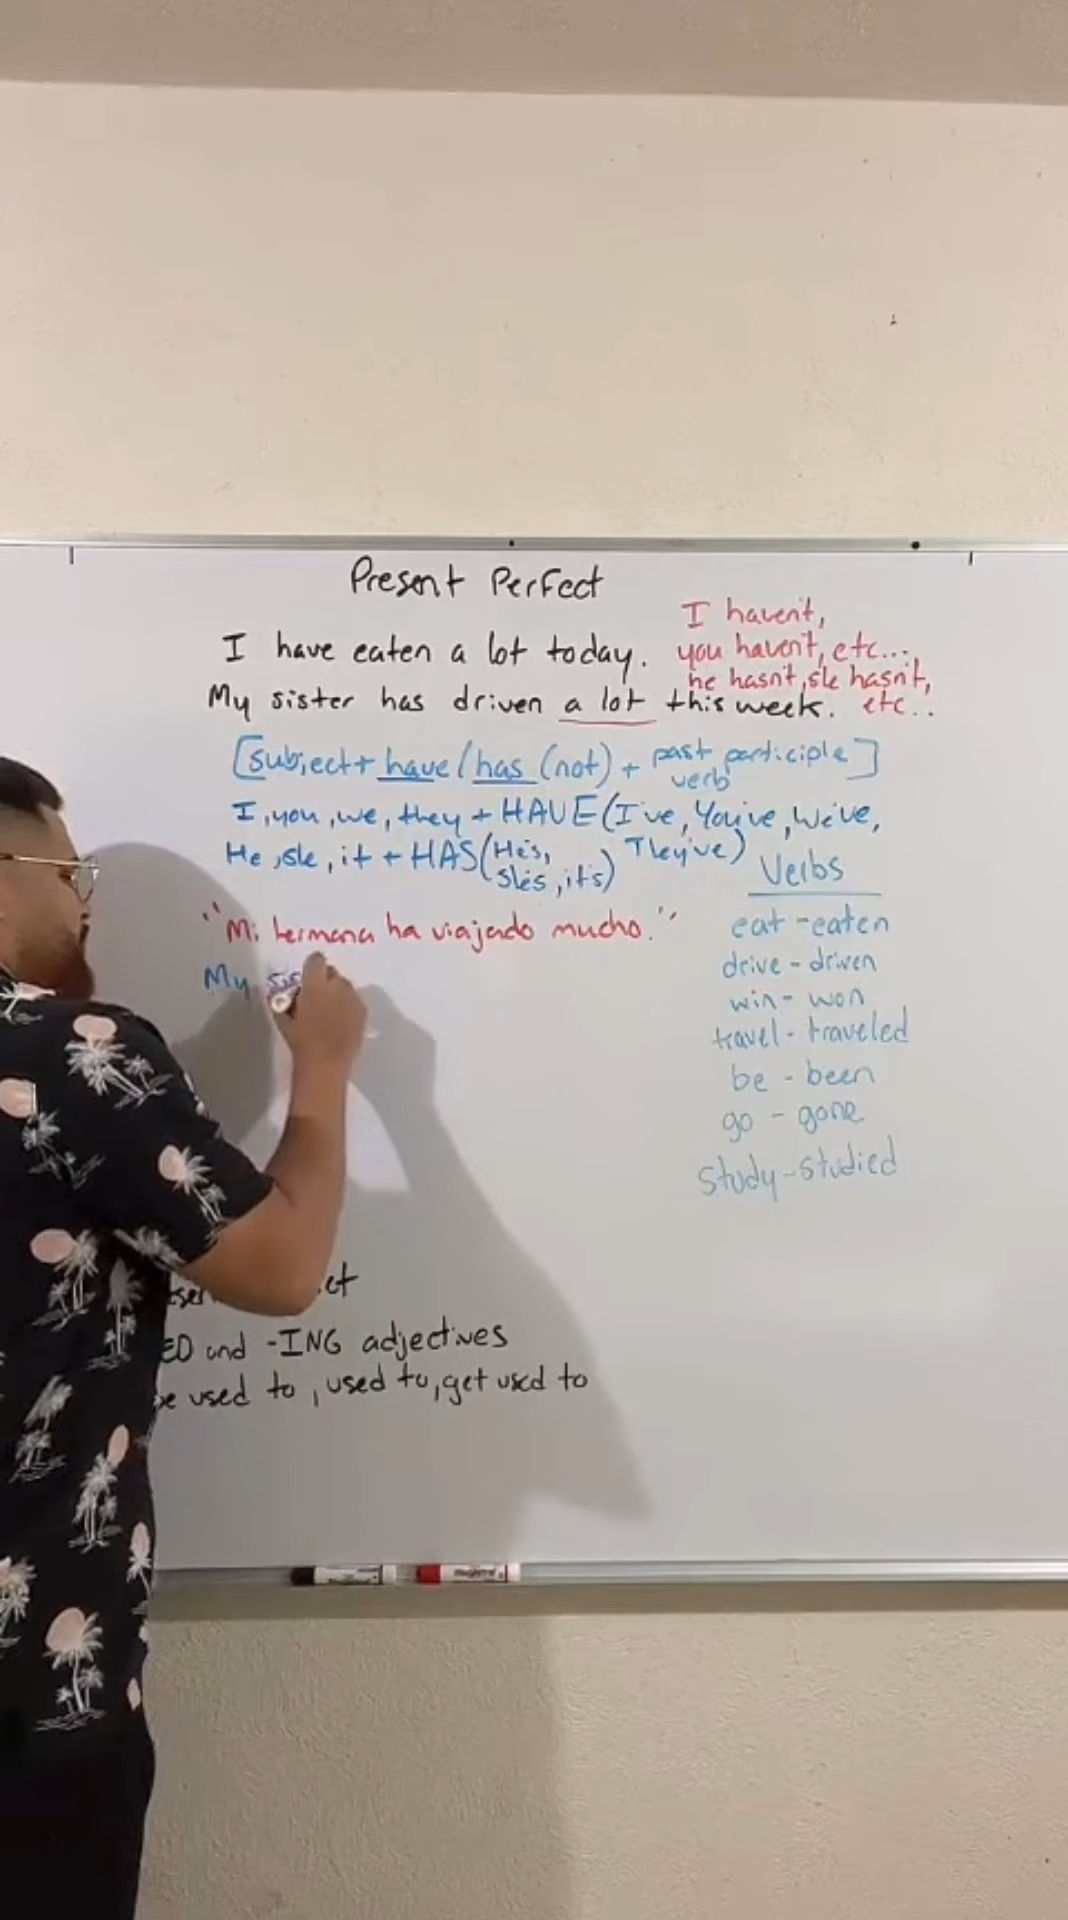 Present Perfect
I haven't,
I have eaten a lot today. you haven't, etc...,
he hasn't, she hasn't,
My sister has driven a lot this week. etc..
[subject + have/has (not) + past participle]
verb
I, you, we, they + HAVE (I've, You've, We've,
They've)
He, she, it + HAS (He's,
She's, it's)
Verbs
"Mi hermana ha viajado mucho."
My sis
eat - eaten
drive - driven
win - won
travel - traveled
be - been
go - gone
study - studied
ED and -ING adjectives
be used to, used to, get used to